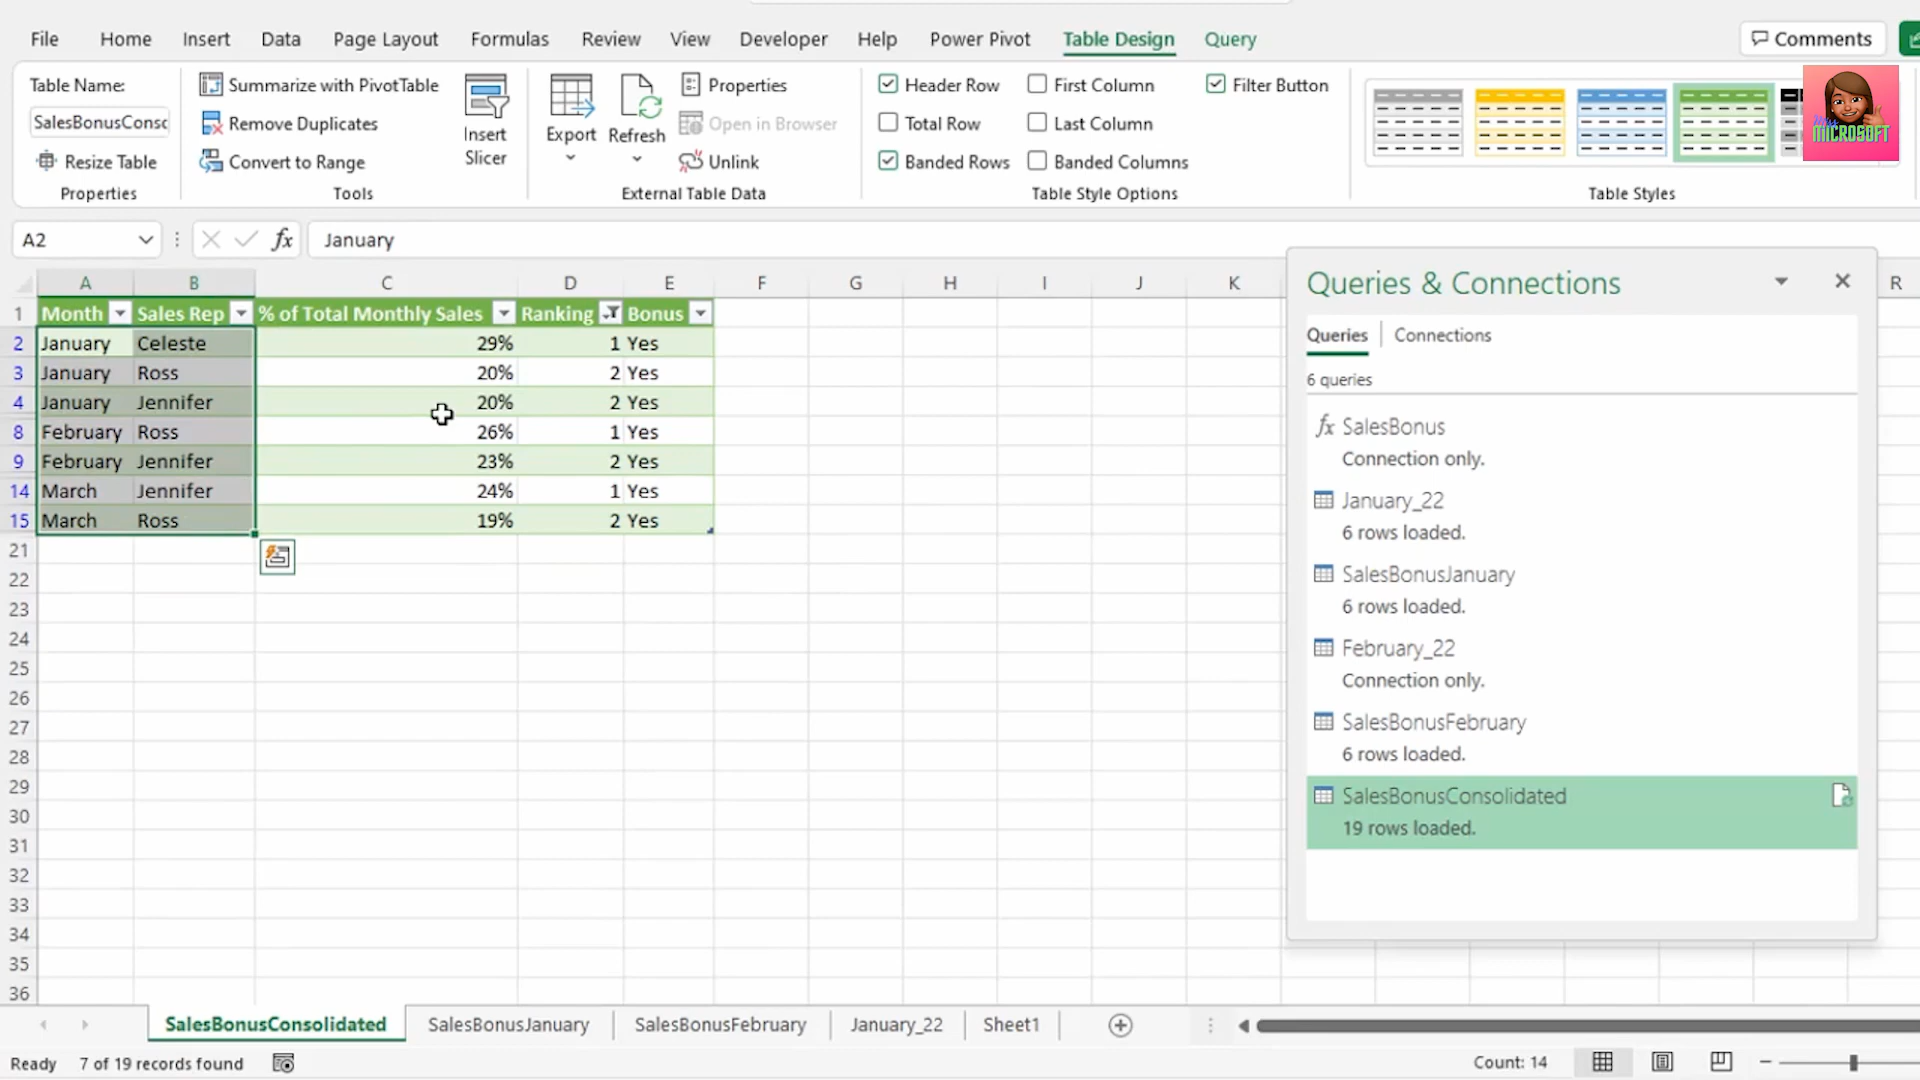 File Home Insert Data Page Layout Formulas Review View Developer Help Power Pivot Table Design Query Comments
Table Name:
SalesBonusConsc
Resize Table
Properties
Summarize with PivotTable
Remove Duplicates
Convert to Range
Tools
Insert
Slicer
Export
Refresh
Properties
Open in Browser
Unlink
External Table Data
Header Row
Total Row
Banded Rows
First Column
Last Column
Banded Columns
Filter Button
Table Style Options
Table Styles
MICROSOFT
A2 fx January
A B C D E F G H I J K R
1 Month Sales Rep % of Total Monthly Sales Ranking Bonus
2 January Celeste 29% 1 Yes
3 January Ross 20% 2 Yes
4 January Jennifer 20% 2 Yes
8 February Ross 26% 1 Yes
9 February Jennifer 23% 2 Yes
14 March Jennifer 24% 1 Yes
15 March Ross 19% 2 Yes
21
22
23
24
25
26
27
28
29
30
31
32
33
34
35
36
Queries & Connections
Queries Connections
6 queries
fx SalesBonus
Connection only.
January_22
6 rows loaded.
SalesBonusJanuary
6 rows loaded.
February_22
Connection only.
SalesBonusFebruary
6 rows loaded.
SalesBonusConsolidated
19 rows loaded.
SalesBonusConsolidated SalesBonusJanuary SalesBonusFebruary January_22 Sheet1
Ready 7 of 19 records found Count: 14